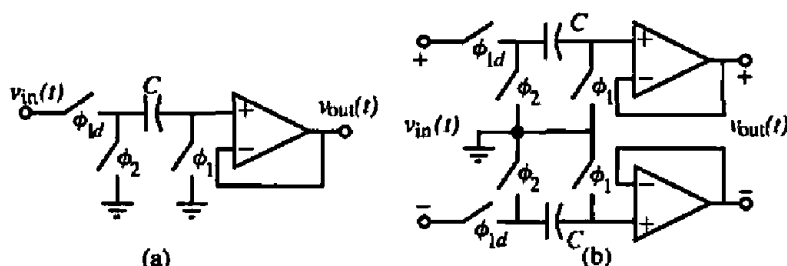 C
v_in(t)
ϕ_1d
ϕ_2
ϕ_1
+
−
v_out(t)
(a)
+
ϕ_1d
C
ϕ_2
ϕ_1
+
−
+
v_in(t)
v_out(t)
ϕ_2
ϕ_1
−
−
+
−
ϕ_1d
C
(b)